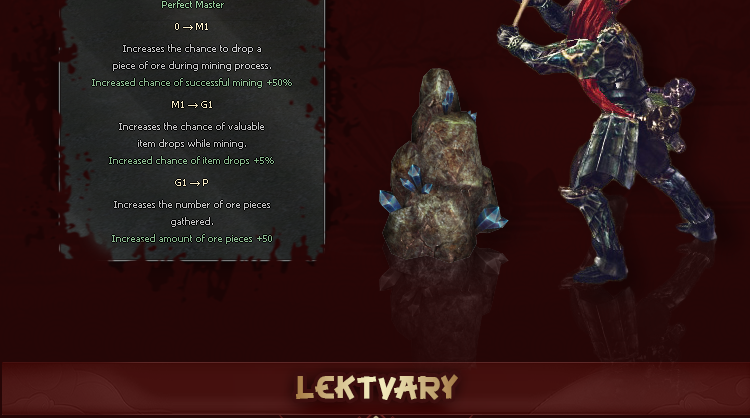 Perfect Master
0 → M1
Increases the chance to drop a
piece of ore during mining process.
Increased chance of successful mining +50%
M1 → G1
Increases the chance of valuable
item drops while mining.
Increased chance of item drops +5%
G1 → P
Increases the number of ore pieces
gathered.
Increased amount of ore pieces +50
LEKTVARY